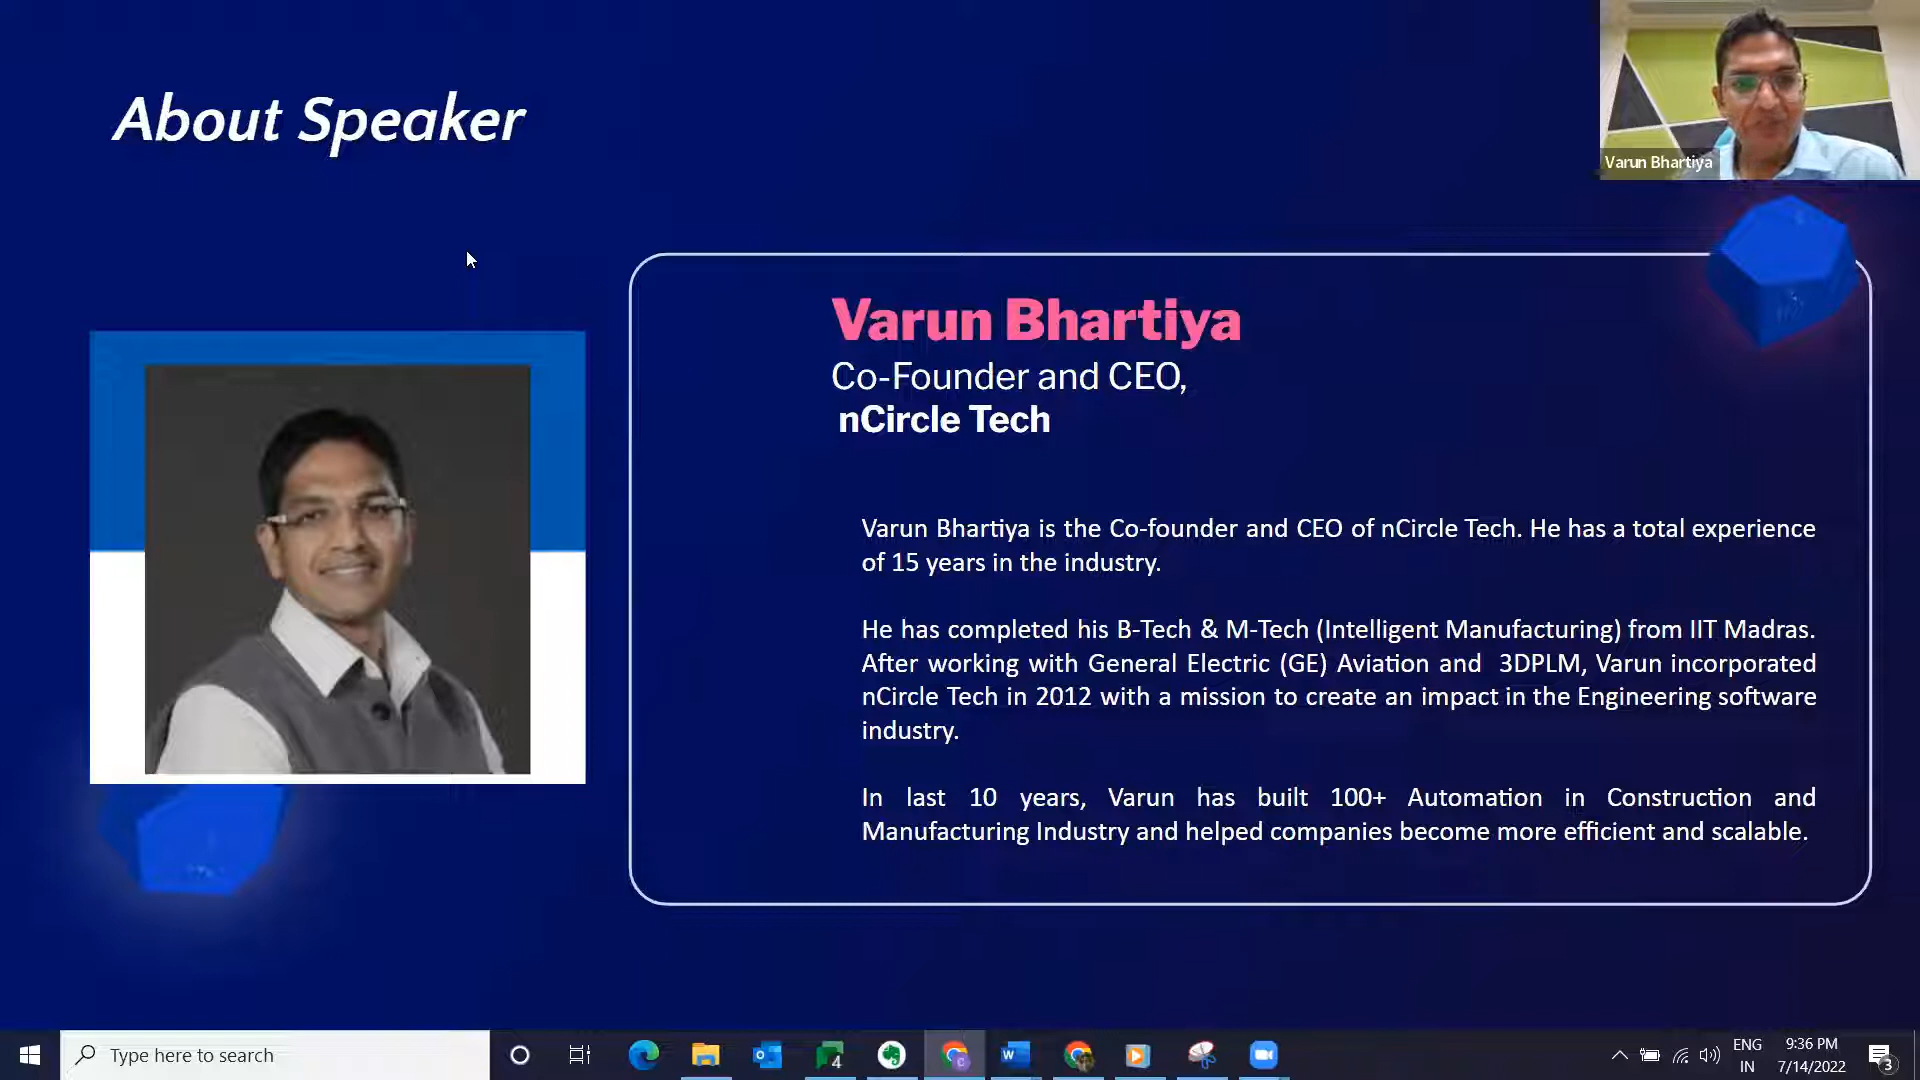 About Speaker
Varun Bhartiya
Varun Bhartiya
Co-Founder and CEO,
nCircle Tech
Varun Bhartiya is the Co-founder and CEO of nCircle Tech. He has a total experience
of 15 years in the industry.
He has completed his B-Tech & M-Tech (Intelligent Manufacturing) from IIT Madras.
After working with General Electric (GE) Aviation and 3DPLM, Varun incorporated
nCircle Tech in 2012 with a mission to create an impact in the Engineering software
industry.
In last 10 years, Varun has built 100+ Automation in Construction and
Manufacturing Industry and helped companies become more efficient and scalable.
Type here to search
4
ENG
IN
9:36 PM
7/14/2022
3